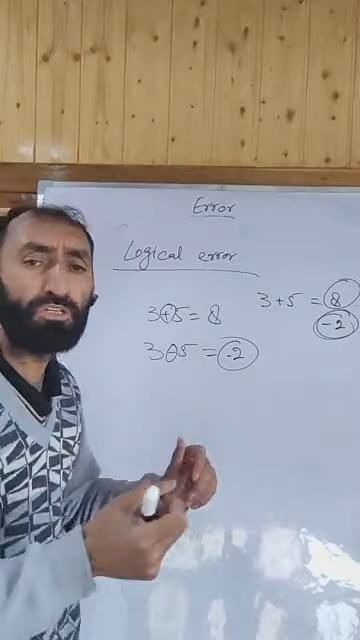 Error
Logical error
3+5 = 8
3-5 = -2
3+5 = 8
-2